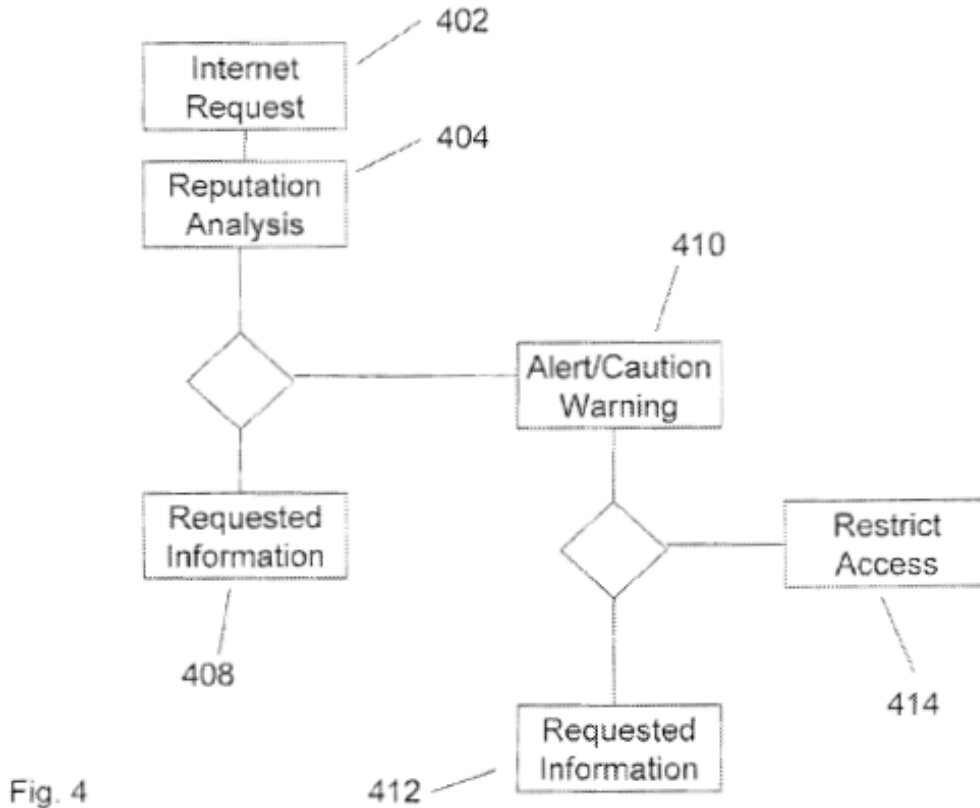 402
Internet
Request
404
Reputation
Analysis
410
Alert/Caution
Warning
Requested
Information
408
Restrict
Access
414
Requested
Information
412
Fig. 4